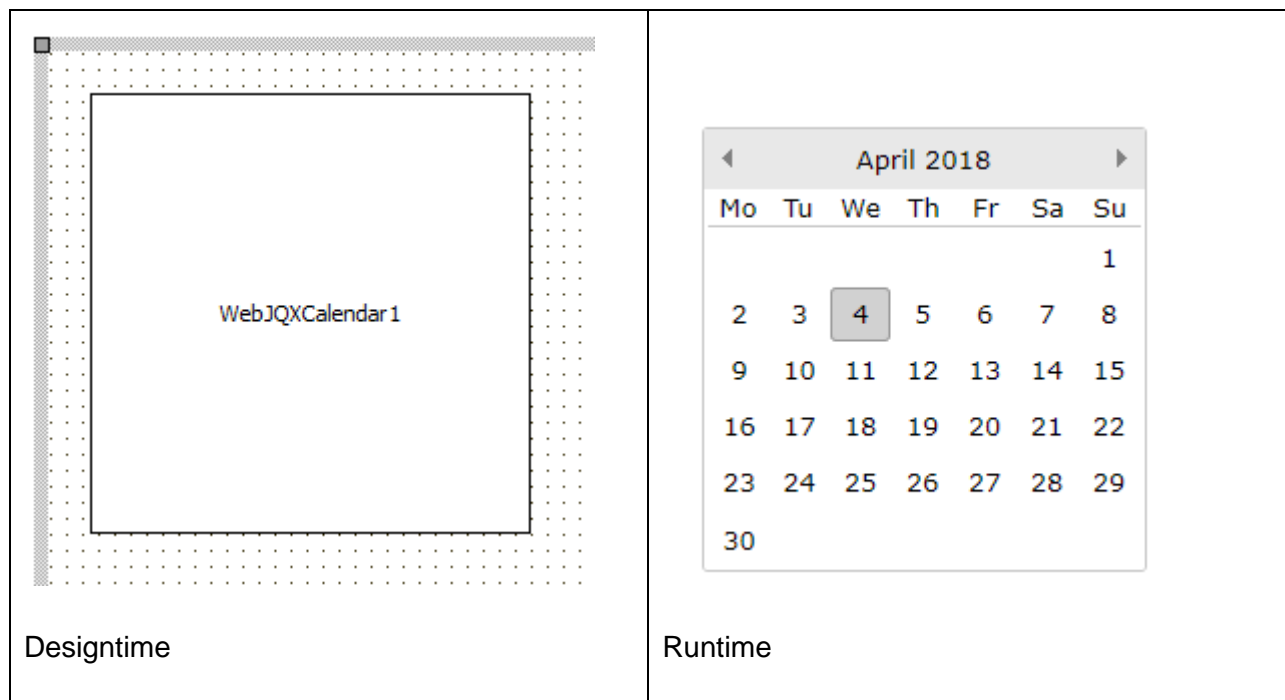 WebJQXCalendar1
Designtime
April 2018
Mo Tu We Th Fr Sa Su
1
2 3 4 5 6 7 8
9 10 11 12 13 14 15
16 17 18 19 20 21 22
23 24 25 26 27 28 29
30
Runtime